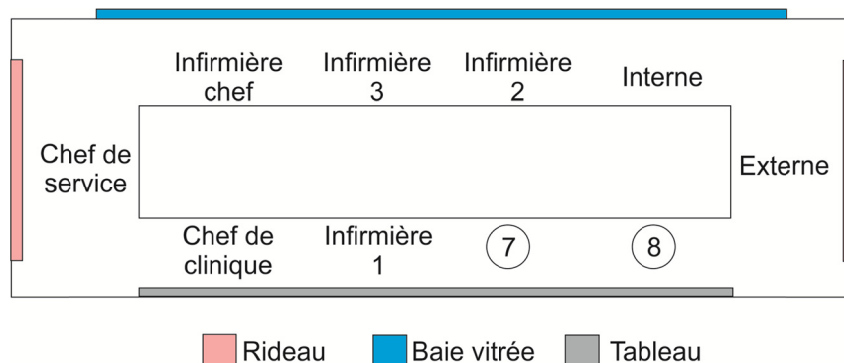 Infirmière
chef
Infirmière
3
Infirmière
2
Interne
Chef de
service
Externe
Chef de
clinique
Infirmière
1
7
8
Rideau
Baie vitrée
Tableau